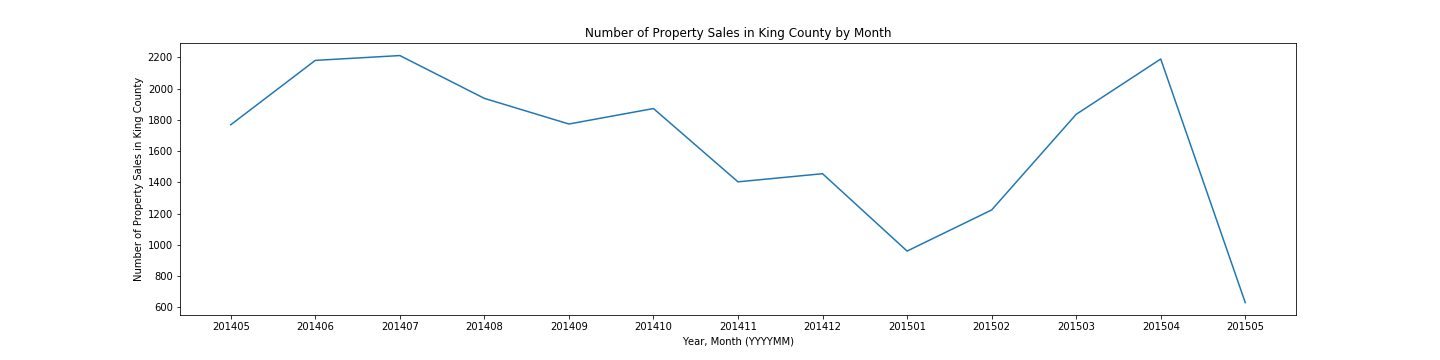 Number of Property Sales in King County by Month
Number of Property Sales in King County
2200
2000
1800
1600
1400
1200
1000
800
600
201405 201406 201407 201408 201409 201410 201411 201412 201501 201502 201503 201504 201505
Year, Month (YYYYMM)